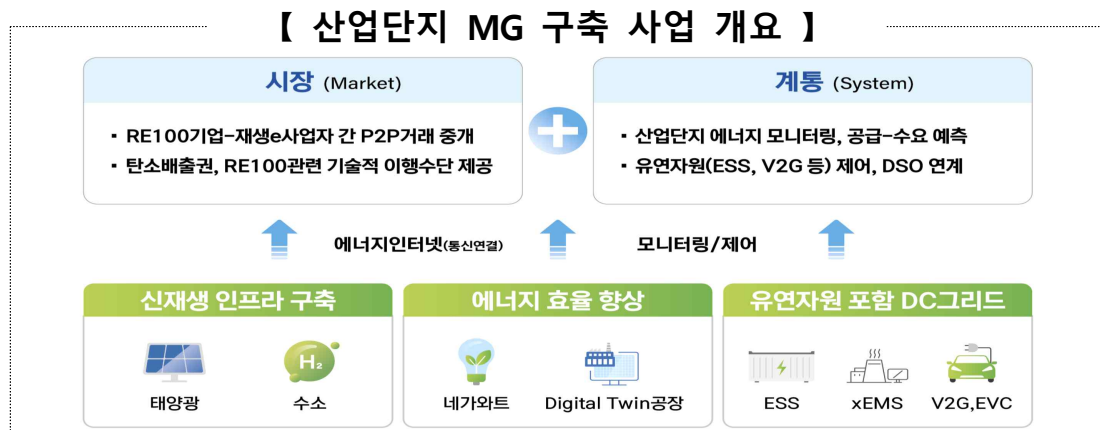 【 산업단지 MG 구축 사업 개요 】
시장 (Market)
▪ RE100기업-재생e사업자 간 P2P거래 중개
▪ 탄소배출권, RE100관련 기술적 이행수단 제공
계통 (System)
▪ 산업단지 에너지 모니터링, 공급-수요 예측
▪ 유연자원(ESS, V2G 등) 제어, DSO 연계
에너지인터넷(통신연결)
모니터링/제어
신재생 인프라 구축
H₂
태양광
수소
에너지 효율 향상
네가와트
Digital Twin공장
유연자원 포함 DC그리드
ESS
xEMS
V2G,EVC